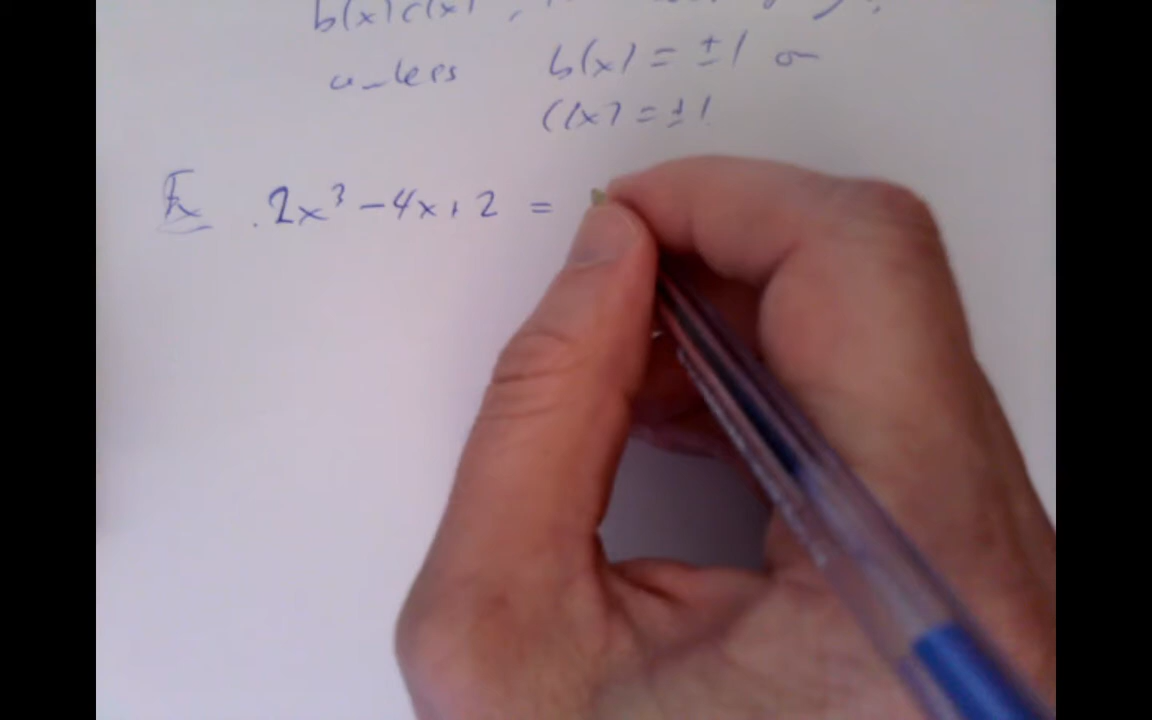 b(x)c(x),
unless b(x) = ±1 or
c(x) = ±1
Ex 2x³ - 4x + 2 =